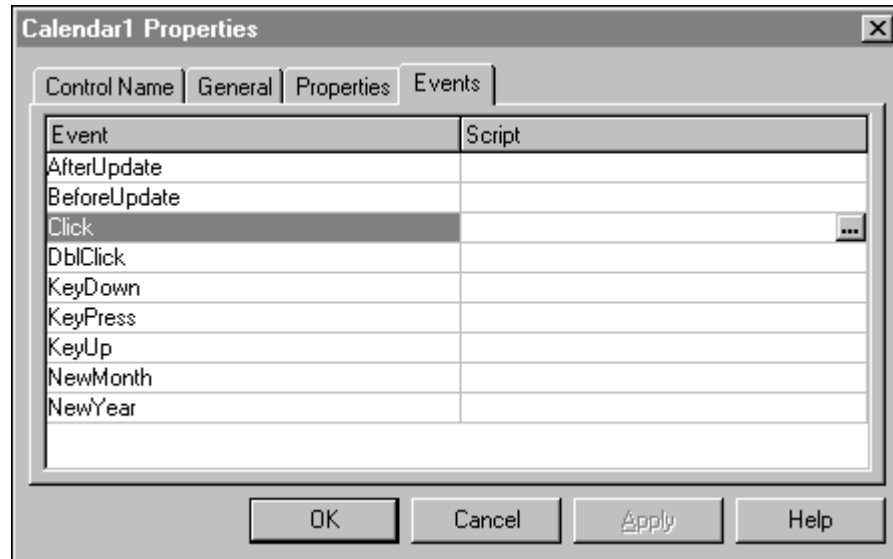 Calendar1 Properties
Control Name General Properties Events
Event Script
AfterUpdate
BeforeUpdate
Click ...
DblClick
KeyDown
KeyPress
KeyUp
NewMonth
NewYear
OK Cancel Apply Help